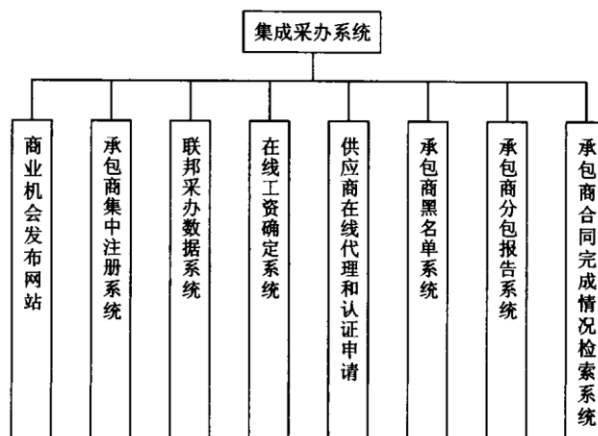 集成采办系统
商业机会发布网站
承包商集中注册系统
联邦采办数据系统
在线工资确定系统
供应商在线代理和认证申请
承包商黑名单系统
承包商分包报告系统
承包商合同完成情况检索系统